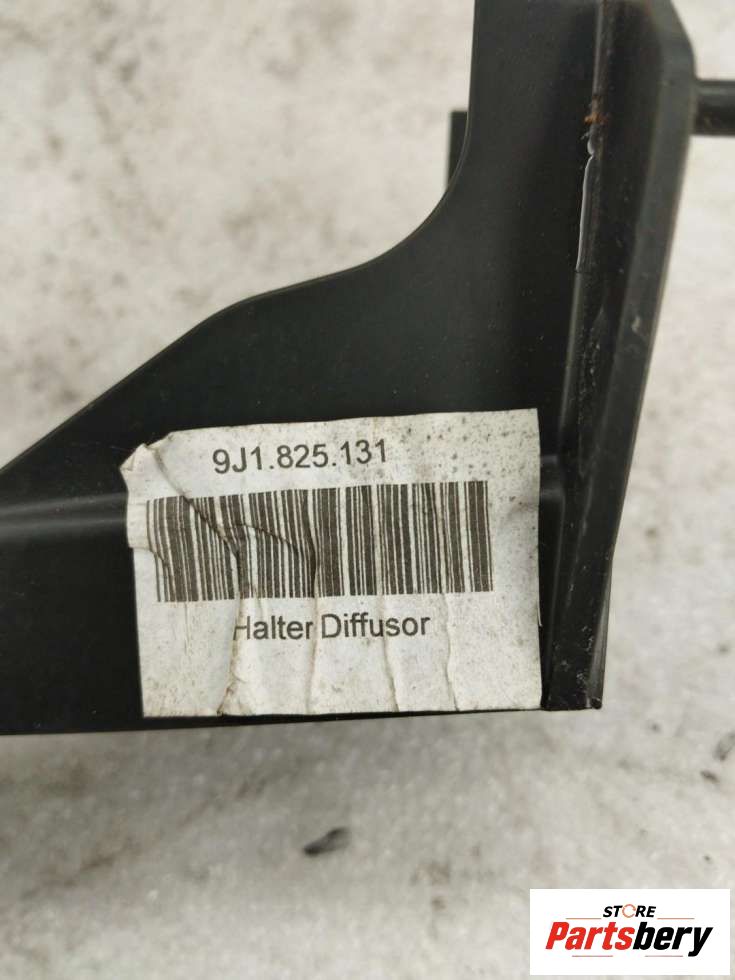 9J1.825.131
Halter Diffusor
STORE
Partsbery